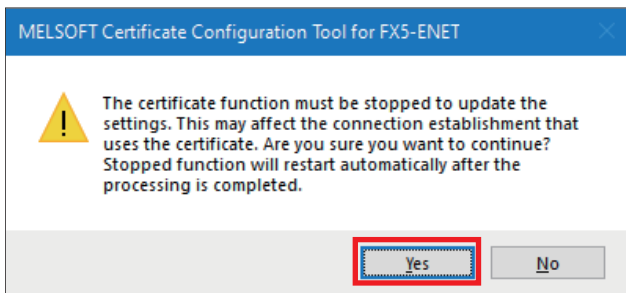 MELSOFT Certificate Configuration Tool for FX5-ENET
The certificate function must be stopped to update the
settings. This may affect the connection establishment that
uses the certificate. Are you sure you want to continue?
Stopped function will restart automatically after the
processing is completed.
Yes
No